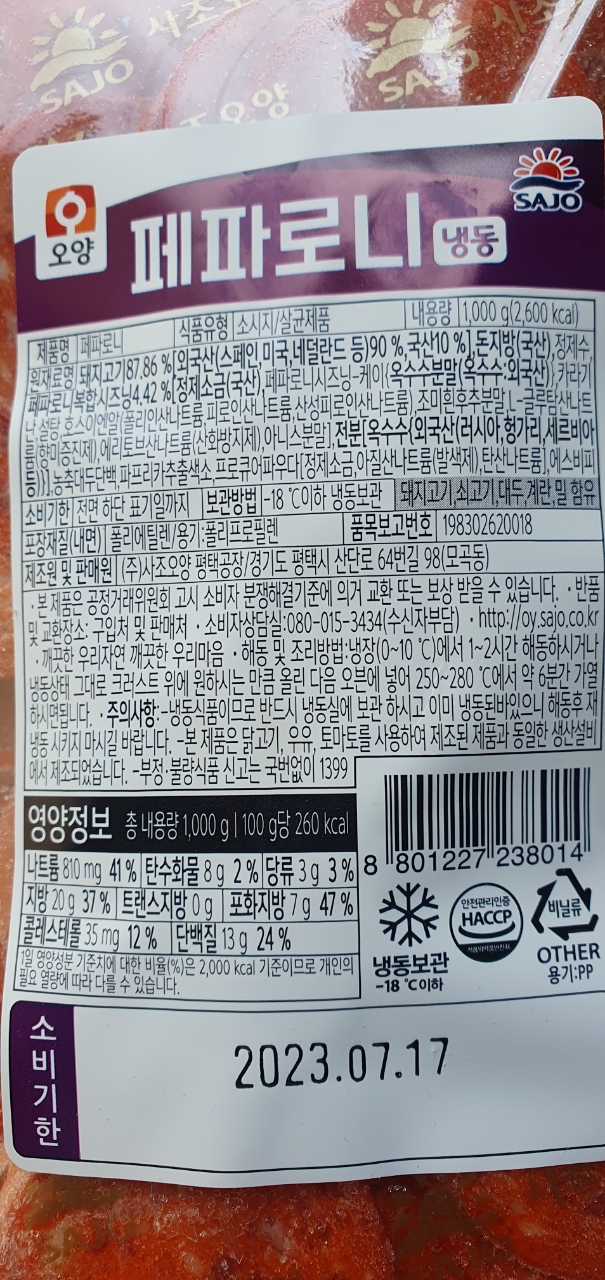 SAJO
사조
SAJO
오양
오양
페파로니 냉동
SAJO
제품명 페파로니 식품유형 소시지/살균제품 내용량 1,000 g(2,600 kcal)
원재료명 돼지고기87.86 %[외국산(스페인,미국,네덜란드 등)90 %,국산10 %],돈지방(국산),정제수,
페파로니복합시즈닝4.42 %[정제소금(국산),페파로니시즈닝-케이{옥수수분말(옥수수:외국산)},카라기
난,설탕,호스이엔알(폴리인산나트륨,피로인산나트륨,산성피로인산나트륨),조미흰후추분말,L-글루탐산나트
륨(향미증진제),에리토브산나트륨(산화방지제),아니스분말],전분[옥수수(외국산(러시아,헝가리,세르비아
등))],농축대두단백,파프리카추출색소,프로큐어파우다[정제소금,아질산나트륨(발색제),탄산나트륨],에스비피
소비기한 전면 하단 표기일까지 보관방법 -18 ℃이하 냉동보관 돼지고기,쇠고기,대두,계란,밀 함유
포장재질(내면) 폴리에틸렌/용기:폴리프로필렌 품목보고번호 198302620018
제조원 및 판매원 (주)사조오양 평택공장/경기도 평택시 산단로 64번길 98(모곡동)
·본 제품은 공정거래위원회 고시 소비자 분쟁해결기준에 의거 교환 또는 보상 받을 수 있습니다. ·반품
및 교환장소: 구입처 및 판매처 ·소비자상담실:080-015-3434(수신자부담) ·http://oy.sajo.co.kr
·깨끗한 우리자연 깨끗한 우리마음 ·해동 및 조리방법:냉장(0~10 ℃)에서 1~2시간 해동하시거나
냉동상태 그대로 크러스트 위에 원하시는 만큼 올린 다음 오븐에 넣어 250~280 ℃에서 약 6분간 가열
하시면됩니다. ·주의사항:-냉동식품이므로 반드시 냉동실에 보관 하시고 이미 냉동된바있으니 해동후 재
냉동 시키지 마시길 바랍니다. -본 제품은 닭고기, 우유, 토마토를 사용하여 제조된 제품과 동일한 생산설비
에서 제조되었습니다. -부정·불량식품 신고는 국번없이 1399
영양정보 총 내용량 1,000 g | 100 g당 260 kcal
나트륨 810 mg 41 % 탄수화물 8 g 2 % 당류 3 g 3 %
지방 20 g 37 % 트랜스지방 0 g 포화지방 7 g 47 %
콜레스테롤 35 mg 12 % 단백질 13 g 24 %
1일 영양성분 기준치에 대한 비율(%)은 2,000 kcal 기준이므로 개인의
필요 열량에 따라 다를 수 있습니다.
8 801227 238014
냉동보관
-18 ℃이하
안전관리인증
HACCP
식품의약품안전처
비닐류
OTHER
용기:PP
소비기한
2023.07.17